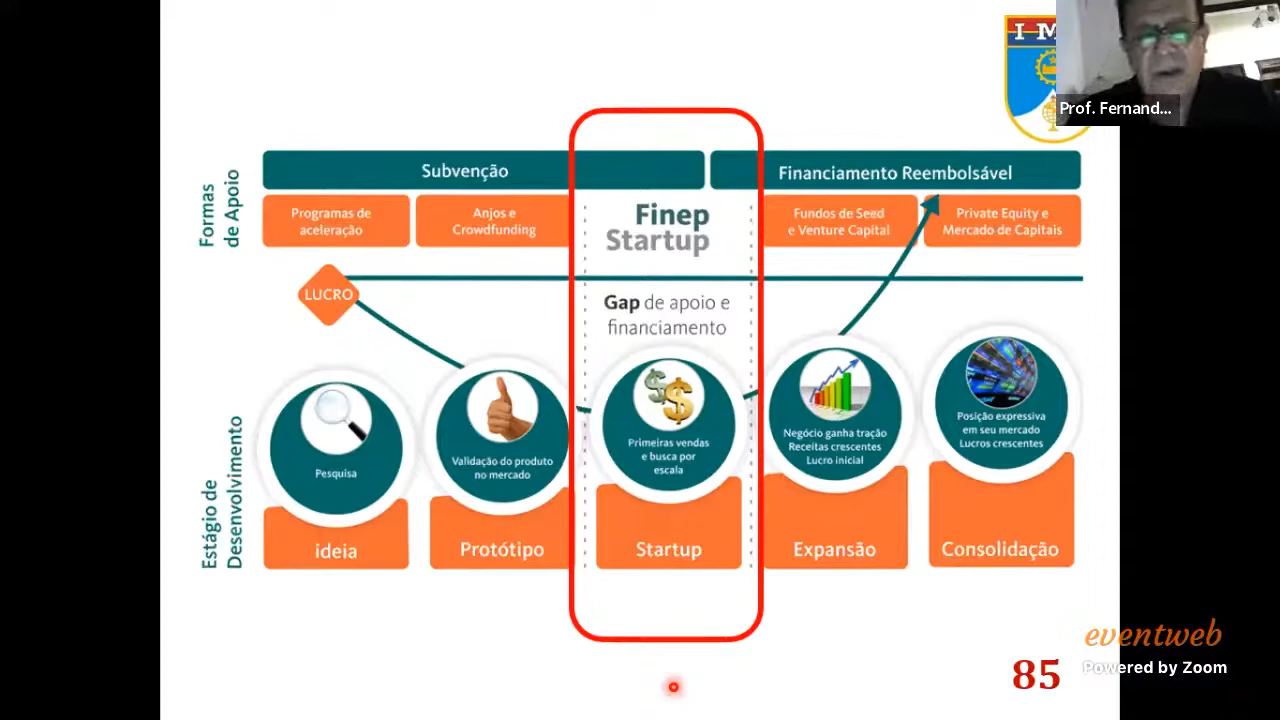 I M
Prof. Fernand...
Formas
de Apoio
Subvenção
Financiamento Reembolsável
Programas de
aceleração
Anjos e
Crowdfunding
Finep
Startup
Fundos de Seed
e Venture Capital
Private Equity e
Mercado de Capitais
LUCRO
Gap de apoio e
financiamento
Estágio de
Desenvolvimento
Pesquisa
Validação do produto
no mercado
Primeiras vendas
e busca por
escala
Negócio ganha tração
Receitas crescentes
Lucro inicial
Posição expressiva
em seu mercado
Lucros crescentes
ideia
Protótipo
Startup
Expansão
Consolidação
eventweb
Powered by Zoom
85